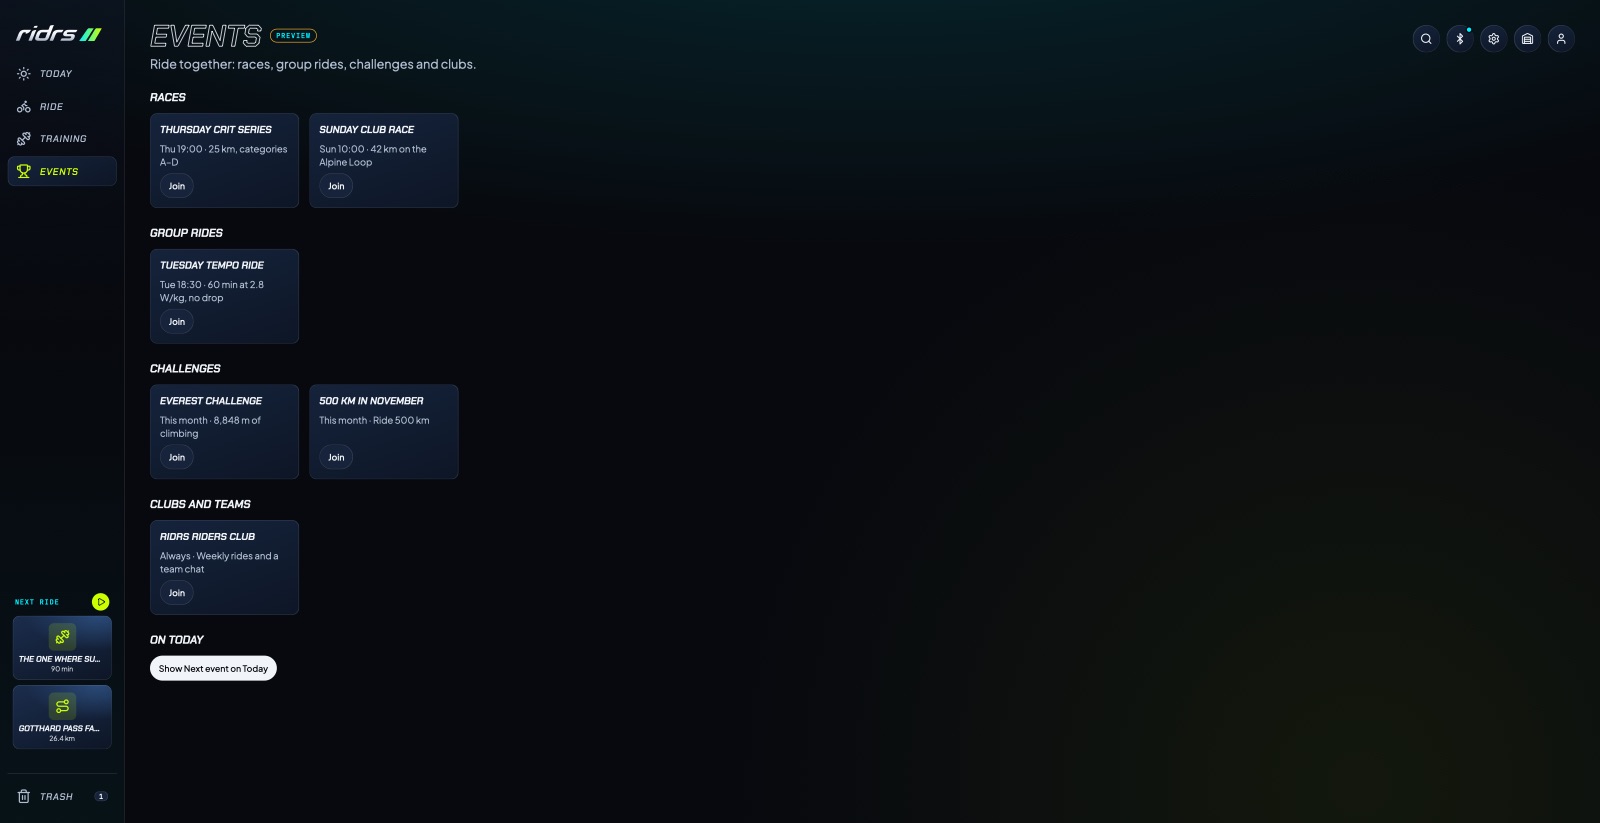 ridrs
TODAY
RIDE
TRAINING
EVENTS
NEXT RIDE
THE ONE WHERE SU...
90 min
GOTTHARD PASS FA...
26.4 km
TRASH
1
EVENTS
PREVIEW
Ride together: races, group rides, challenges and clubs.
RACES
THURSDAY CRIT SERIES
Thu 19:00 · 25 km, categories
A–D
Join
SUNDAY CLUB RACE
Sun 10:00 · 42 km on the
Alpine Loop
Join
GROUP RIDES
TUESDAY TEMPO RIDE
Tue 18:30 · 60 min at 2.8
W/kg, no drop
Join
CHALLENGES
EVEREST CHALLENGE
This month · 8,848 m of
climbing
Join
500 KM IN NOVEMBER
This month · Ride 500 km
Join
CLUBS AND TEAMS
RIDRS RIDERS CLUB
Always · Weekly rides and a
team chat
Join
ON TODAY
Show Next event on Today